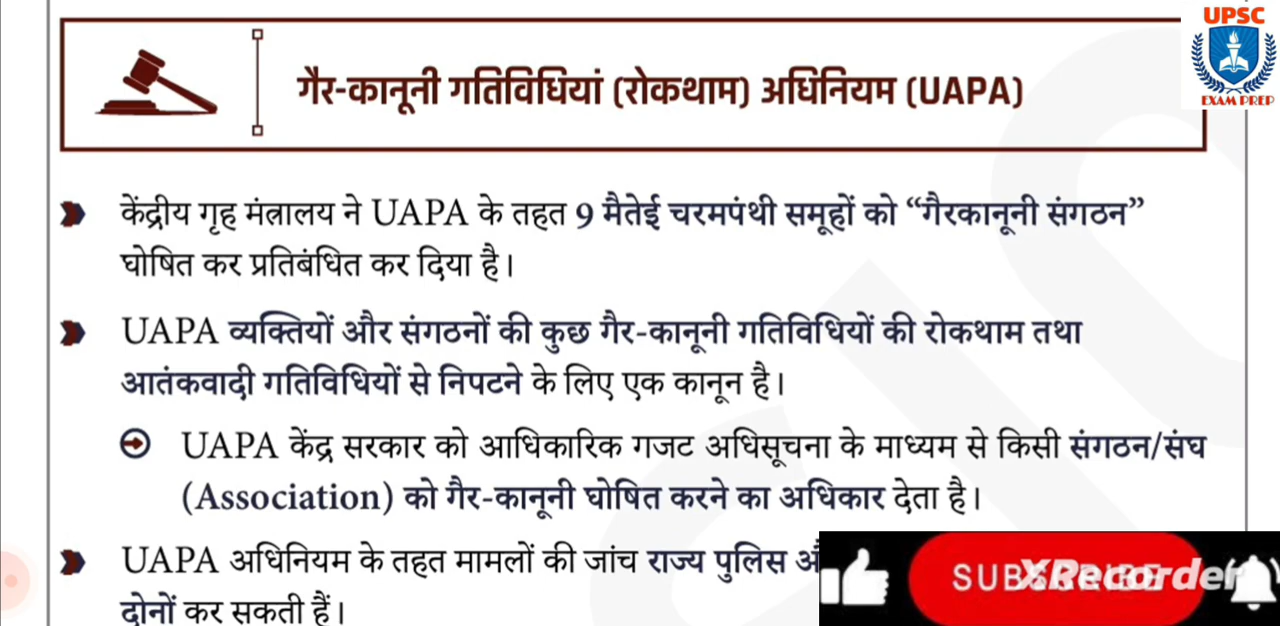 UPSC
EXAM PREP
गैर-कानूनी गतिविधियां (रोकथाम) अधिनियम (UAPA)
केंद्रीय गृह मंत्रालय ने UAPA के तहत 9 मैतेई चरमपंथी समूहों को “गैरकानूनी संगठन”
घोषित कर प्रतिबंधित कर दिया है।
UAPA व्यक्तियों और संगठनों की कुछ गैर-कानूनी गतिविधियों की रोकथाम तथा
आतंकवादी गतिविधियों से निपटने के लिए एक कानून है।
UAPA केंद्र सरकार को आधिकारिक गजट अधिसूचना के माध्यम से किसी संगठन/संघ
(Association) को गैर-कानूनी घोषित करने का अधिकार देता है।
UAPA अधिनियम के तहत मामलों की जांच राज्य पुलिस
दोनों कर सकती हैं।
SUBSCRIBE
XRecorder